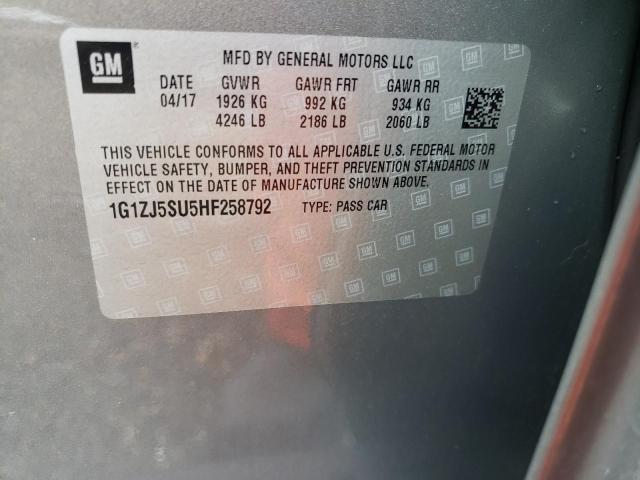 GM
MFD BY GENERAL MOTORS LLC
DATE GVWR GAWR FRT GAWR RR
04/17 1926 KG 992 KG 934 KG
4246 LB 2186 LB 2060 LB
THIS VEHICLE CONFORMS TO ALL APPLICABLE U.S. FEDERAL MOTOR
VEHICLE SAFETY, BUMPER, AND THEFT PREVENTION STANDARDS IN
EFFECT ON THE DATE OF MANUFACTURE SHOWN ABOVE.
1G1ZJ5SU5HF258792 TYPE: PASS CAR